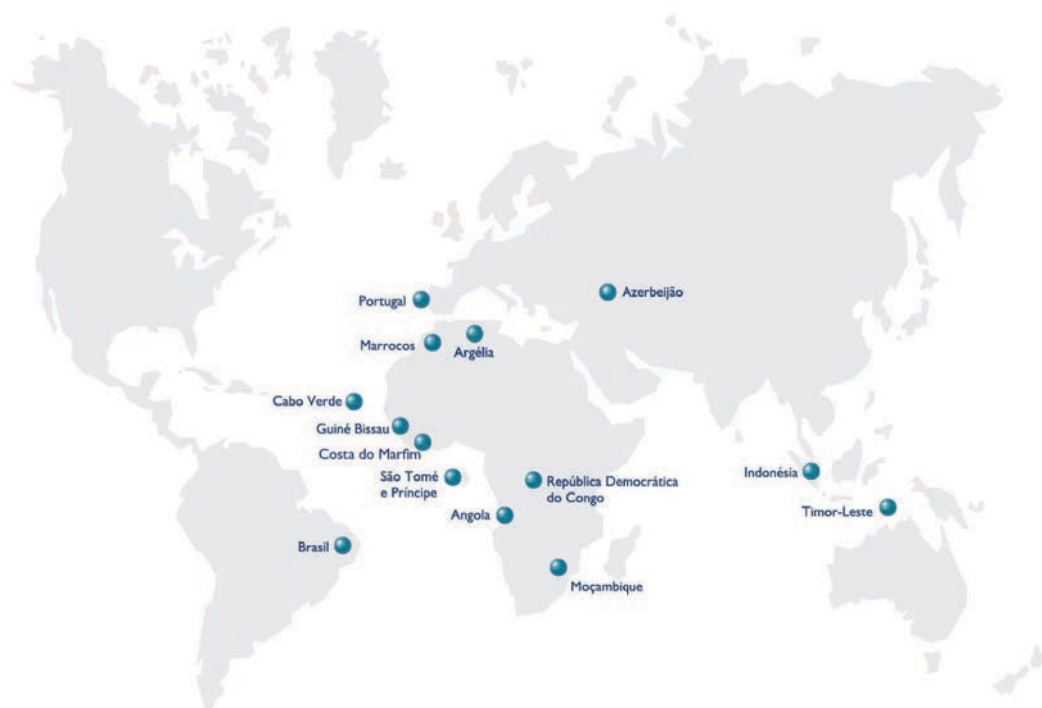 Azerbeijão
Portugal
Marrocos
Argélia
Cabo Verde
Guiné Bissau
Costa do Marfim
São Tomé
e Príncipe
República Democrática
do Congo
Indónésia
Angola
Timor-Leste
Brasil
Moçambique